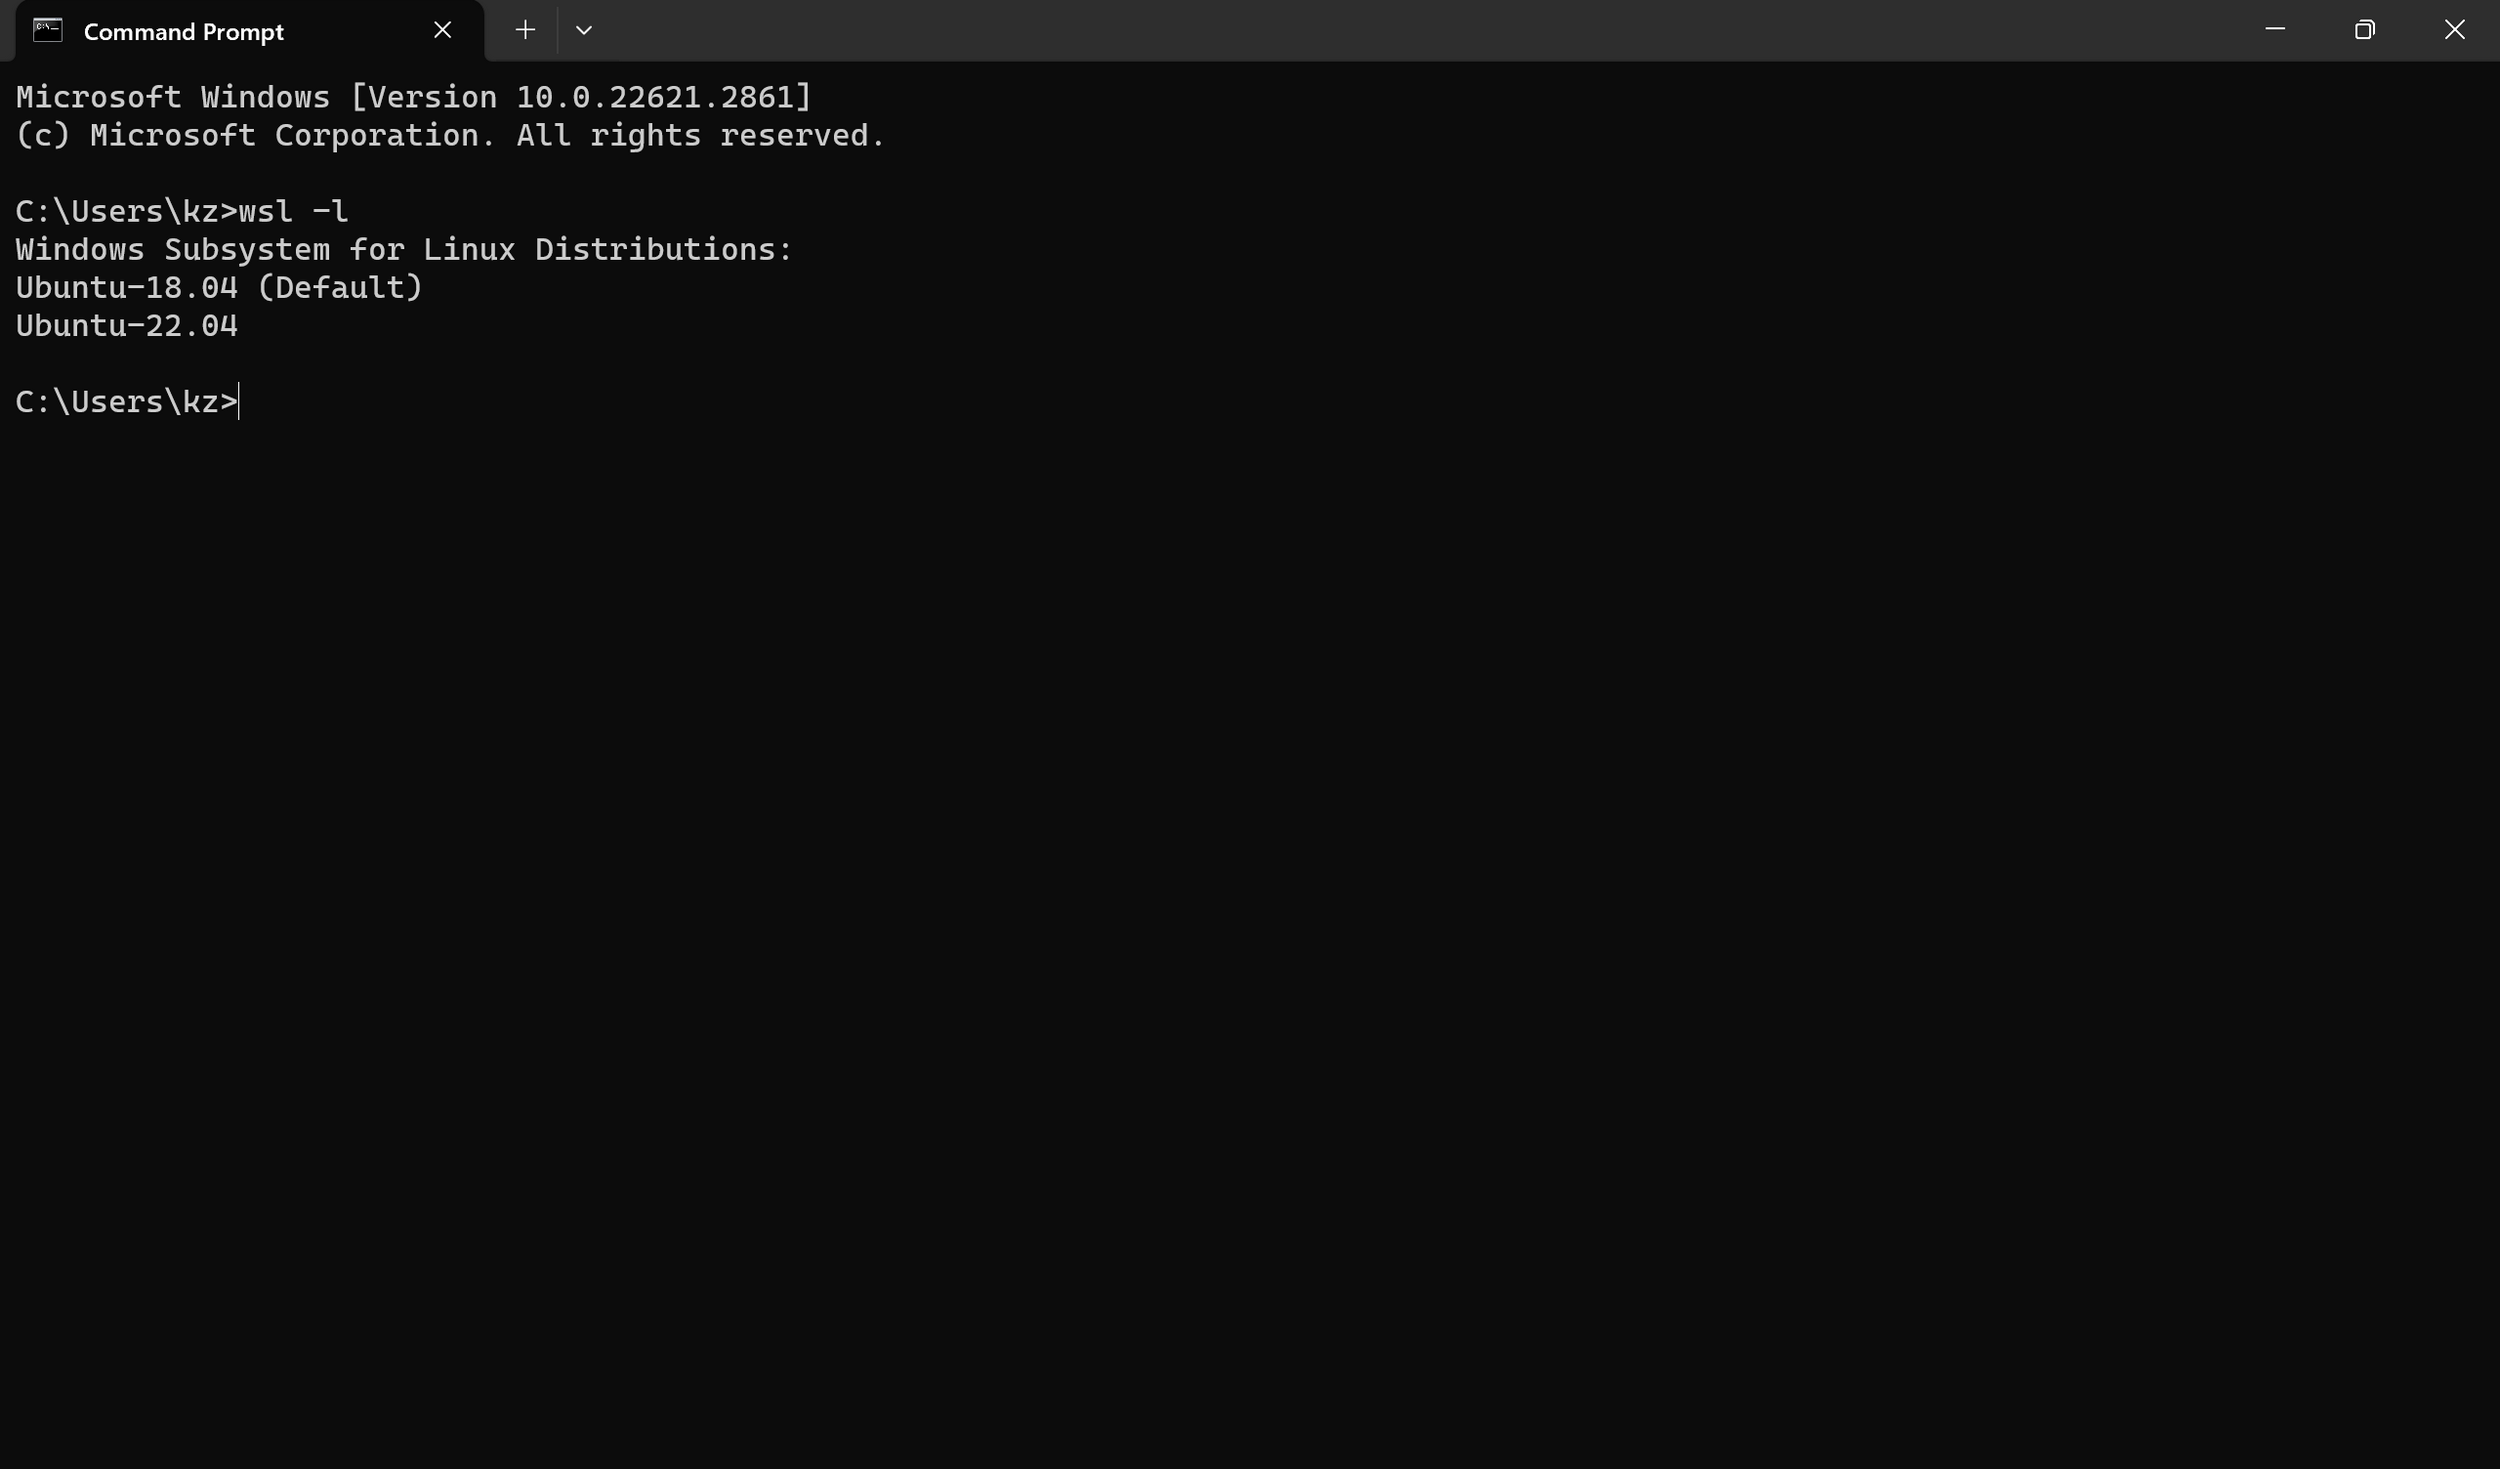 Command Prompt
Microsoft Windows [Version 10.0.22621.2861]
(c) Microsoft Corporation. All rights reserved.
C:\Users\kz>wsl -l
Windows Subsystem for Linux Distributions:
Ubuntu-18.04 (Default)
Ubuntu-22.04
C:\Users\kz>